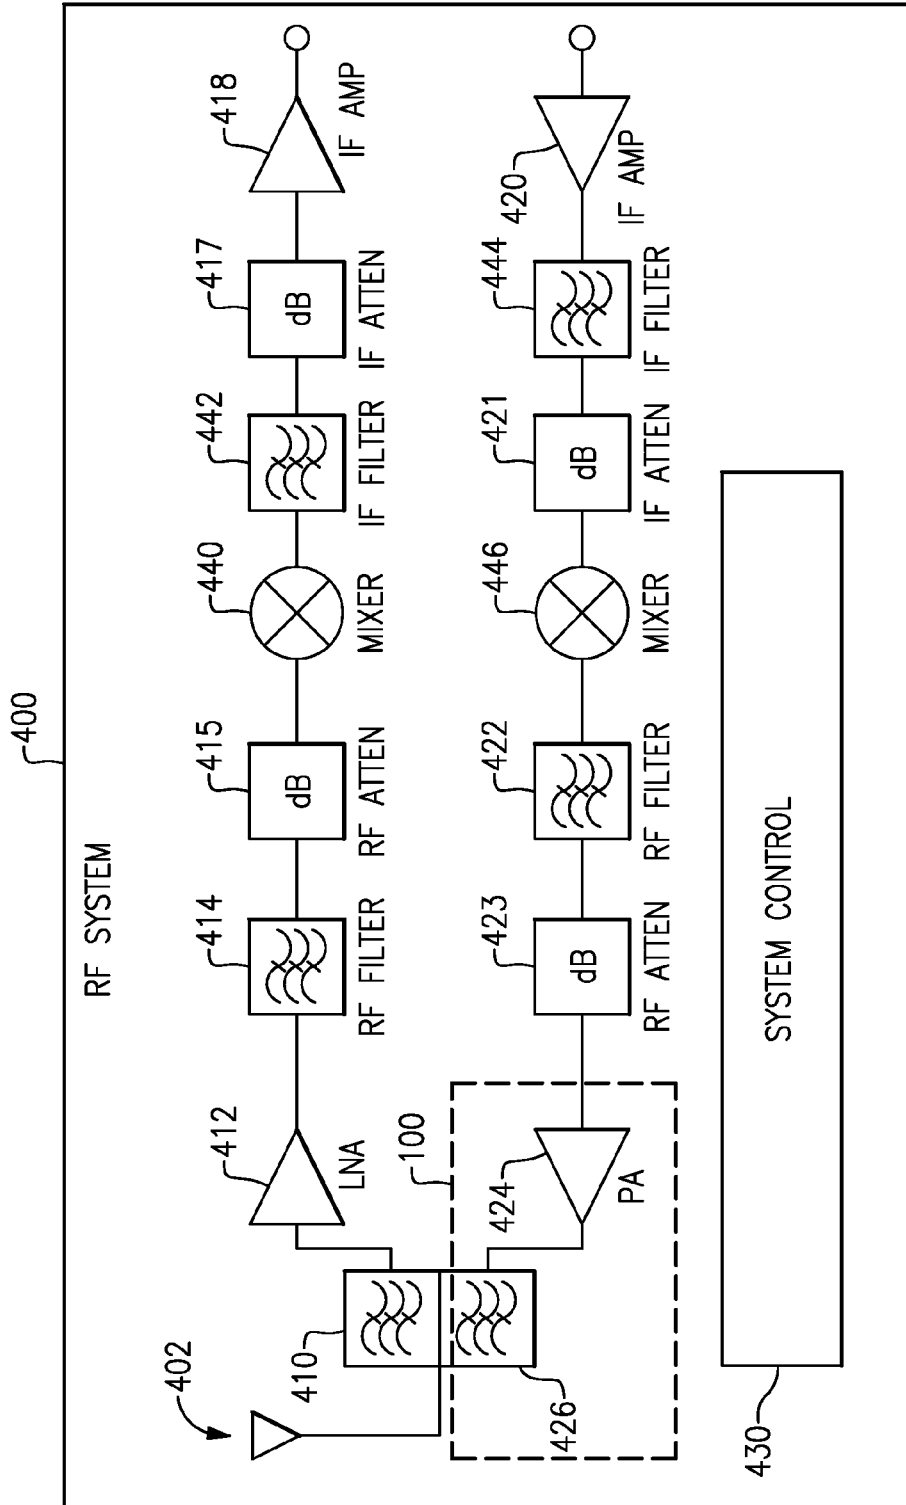 400
RF SYSTEM
402
410
412
LNA
414
RF FILTER
415
dB
RF ATTEN
440
MIXER
442
IF FILTER
417
dB
IF ATTEN
418
IF AMP
426
100
424
PA
423
dB
RF ATTEN
422
RF FILTER
446
MIXER
421
dB
IF ATTEN
444
IF FILTER
420
IF AMP
SYSTEM CONTROL
430